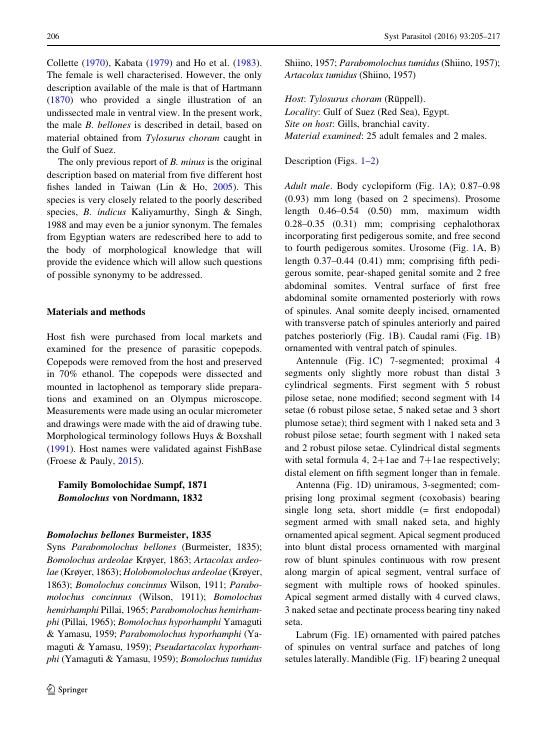 206
Syst Parasitol (2016) 93:205–217
Collette (1970), Kabata (1979) and Ho et al. (1983).
The female is well characterised. However, the only
description available of the male is that of Hartmann
(1870) who provided a single illustration of an
undissected male in ventral view. In the present work,
the male B. bellones is described in detail, based on
material obtained from Tylosurus choram caught in
the Gulf of Suez.
The only previous report of B. minus is the original
description based on material from five different host
fishes landed in Taiwan (Lin & Ho, 2005). This
species is very closely related to the poorly described
species, B. indicus Kaliyamurthy, Singh & Singh,
1988 and may even be a junior synonym. The females
from Egyptian waters are redescribed here to add to
the body of morphological knowledge that will
provide the evidence which will allow such questions
of possible synonymy to be addressed.
Materials and methods
Host fish were purchased from local markets and
examined for the presence of parasitic copepods.
Copepods were removed from the host and preserved
in 70% ethanol. The copepods were dissected and
mounted in lactophenol as temporary slide prepara-
tions and examined on an Olympus microscope.
Measurements were made using an ocular micrometer
and drawings were made with the aid of drawing tube.
Morphological terminology follows Huys & Boxshall
(1991). Host names were validated against FishBase
(Froese & Pauly, 2015).
Family Bomolochidae Sumpf, 1871
Bomolochus von Nordmann, 1832
Bomolochus bellones Burmeister, 1835
Syns Parabomolochus bellones (Burmeister, 1835);
Bomolochus ardeolae Krøyer, 1863; Artacolax ardeo-
lae (Krøyer, 1863); Holobomolochus ardeolae (Krøyer,
1863); Bomolochus concinnus Wilson, 1911; Parabo-
molochus concinnus (Wilson, 1911); Bomolochus
hemirhamphi Pillai, 1965; Parabomolochus hemirham-
phi (Pillai, 1965); Bomolochus hyporhamphi Yamaguti
& Yamasu, 1959; Parabomolochus hyporhamphi (Ya-
maguti & Yamasu, 1959); Pseudartacolax hyporham-
phi (Yamaguti & Yamasu, 1959); Bomolochus tumidus
Shiino, 1957; Parabomolochus tumidus (Shiino, 1957);
Artacolax tumidus (Shiino, 1957)
Host: Tylosurus choram (Rüppell).
Locality: Gulf of Suez (Red Sea), Egypt.
Site on host: Gills, branchial cavity.
Material examined: 25 adult females and 2 males.
Description (Figs. 1–2)
Adult male. Body cyclopiform (Fig. 1A); 0.87–0.98
(0.93) mm long (based on 2 specimens). Prosome
length 0.46–0.54 (0.50) mm, maximum width
0.28–0.35 (0.31) mm; comprising cephalothorax
incorporating first pedigerous somite, and free second
to fourth pedigerous somites. Urosome (Fig. 1A, B)
length 0.37–0.44 (0.41) mm; comprising fifth pedi-
gerous somite, pear-shaped genital somite and 2 free
abdominal somites. Ventral surface of first free
abdominal somite ornamented posteriorly with rows
of spinules. Anal somite deeply incised, ornamented
with transverse patch of spinules anteriorly and paired
patches posteriorly (Fig. 1B). Caudal rami (Fig. 1B)
ornamented with ventral patch of spinules.
Antennule (Fig. 1C) 7-segmented; proximal 4
segments only slightly more robust than distal 3
cylindrical segments. First segment with 5 robust
pilose setae, none modified; second segment with 14
setae (6 robust pilose setae, 5 naked setae and 3 short
plumose setae); third segment with 1 naked seta and 3
robust pilose setae; fourth segment with 1 naked seta
and 2 robust pilose setae. Cylindrical distal segments
with setal formula 4, 2+1ae and 7+1ae respectively;
distal element on fifth segment longer than in female.
Antenna (Fig. 1D) uniramous, 3-segmented; com-
prising long proximal segment (coxobasis) bearing
single long seta, short middle (= first endopodal)
segment armed with small naked seta, and highly
ornamented apical segment. Apical segment produced
into blunt distal process ornamented with marginal
row of blunt spinules continuous with row present
along margin of apical segment, ventral surface of
segment with multiple rows of hooked spinules.
Apical segment armed distally with 4 curved claws,
3 naked setae and pectinate process bearing tiny naked
seta.
Labrum (Fig. 1E) ornamented with paired patches
of spinules on ventral surface and patches of long
setules laterally. Mandible (Fig. 1F) bearing 2 unequal
Springer